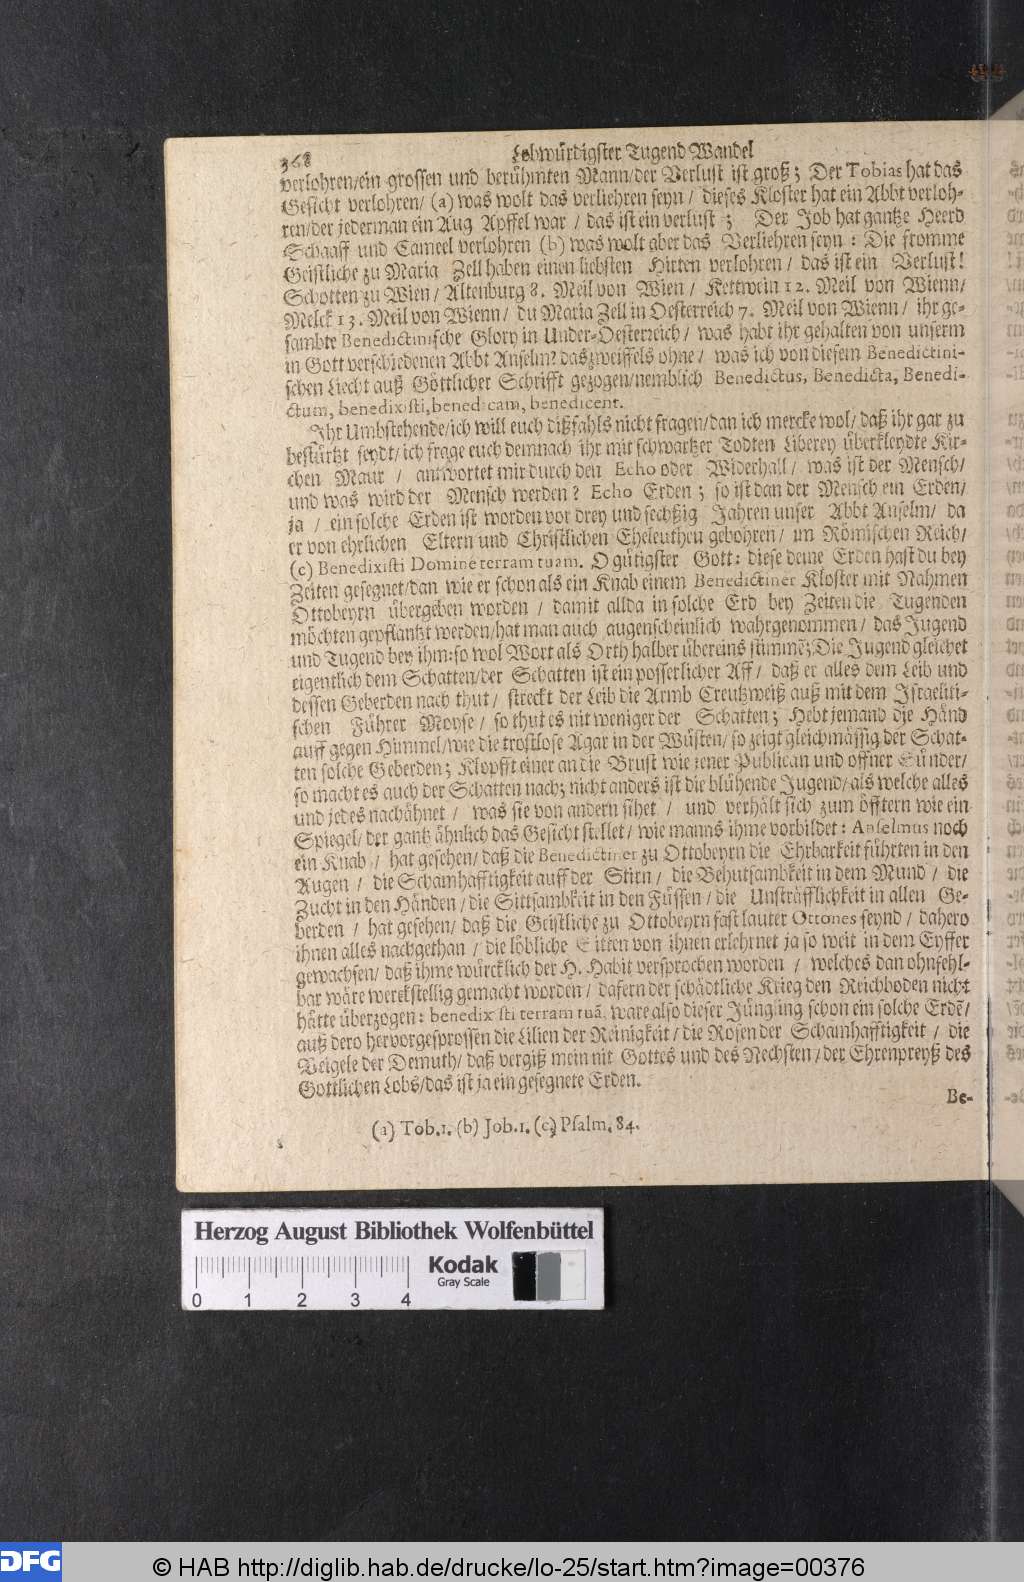 368 Lobwürdigster Tugend Wandel
verlohren/ein grossen und berühmten Mann/der Verlust ist groß; Der Tobias hat das
Gesicht verlohren/ (a) was wolt das verliehren seyn / dieses Kloster hat ein Abbt verloh-
ren/der jederman ein Aug Apffel war / das ist ein verlust; Der Job hat gantze Heerd
Schaaff und Cameel verlohren (b) was wolt aber das Verliehren seyn: Die fromme
Geistliche zu Maria Zell haben einen liebsten Hirten verlohren / das ist ein Verlust!
Schotten zu Wien / Altenburg 8. Meil von Wien / Kettwein 12. Meil von Wienn/
Melck 13. Meil von Wienn / du Maria Zell in Oesterreich 7. Meil von Wienn / ihr ge-
sambte Benedictinische Glory in Under-Oesterreich / was habt ihr gehalten von unserm
in Gott verschiedenen Abbt Anselm? das zweiffels ohne / was ich von diesem Benedictini-
schen Liecht auß Göttlicher Schrifft gezogen/nemblich Benedictus, Benedicta, Benedi-
ctum, benedixisti, benedicam, benedicent.
Ihr Umbstehende/ich will euch dißfahls nicht fragen/dan ich mercke wol/ daß ihr gar zu
bestürtzt seydt/ich frage euch demnach ihr mit schwartzer Todten Liberey überkleydte Kir-
chen Maur / antwortet mir durch den Echo oder Widerhall / was ist der Mensch/
und was wird der Mensch werden? Echo Erden; so ist dan der Mensch ein Erden/
ja / ein solche Erden ist worden vor drey und sechtzig Jahren unser Abbt Anselm / da
er von ehrlichen Eltern und Christlichen Eheleuthen gebohren / im Römischen Reich/
(c) Benedixisti Domine terram tuam. O gütigster Gott: diese deine Erden hast du bey
Zeiten gesegnet/dan wie er schon als ein Knab einem Benedictiner Kloster mit Nahmen
Ottobeyrn übergeben worden / damit allda in solche Erd bey Zeiten die Tugenden
möchten gepflantzt werden/hat man auch augenscheinlich wahrgenommen / das Jugend
und Tugend bey ihm: so wol Wort als Orth halber übereins stimmē; Die Jugend gleichet
eigentlich dem Schatten/der Schatten ist ein posserlicher Aff / daß er alles dem Leib und
dessen Geberden nach thut / streckt der Leib die Armb Creutzweiß auß mit dem Israeliti-
schen Führer Moyse / so thut es nit weniger der Schatten; Hebt jemand die Händ
auff gegen Himmel/wie die trostlose Agar in der Wüsten/ so zeigt gleichmässig der Schat-
ten solche Geberden; Klopfft einer an die Brust wie jener Publican und offner Sünder/
so macht es auch der Schatten nach; nicht anders ist die blühende Jugend/als welche alles
und jedes nachähnet / was sie von andern sihet / und verhält sich zum öfftern wie ein
Spiegel/ der gantz ähnlich das Gesicht stellet / wie manns ihme vorbildet: Anselmus noch
ein Knab / hat gesehen/ daß die Benedictiner zu Ottobeyrn die Ehrbarkeit führten in den
Augen / die Schamhafftigkeit auff der Stirn / die Behutsambkeit in dem Mund / die
Zucht in den Händen / die Sittsambkeit in den Füssen / die Unsträfflichkeit in allen Ge-
berden / hat gesehen/ daß die Geistliche zu Ottobeyrn fast lauter Ottones seynd / dahero
ihnen alles nachgethan / die löbliche Sitten von ihnen erlehrnet ja so weit in dem Eyffer
gewachsen/ daß ihme würcklich der H. Habit versprochen worden / welches dan ohnfehl-
bar wäre werckstellig gemacht worden / dafern der schädtliche Krieg den Reichboden nicht
hätte überzogen: benedixisti terram tuā. ware also dieser Jüngling schon ein solche Erdē/
auß dero hervorgesprossen die Lilien der Reinigkeit / die Rosen der Schamhafftigkeit / die
Veigele der Demuth/ daß vergiß mein nit Gottes und des Nechsten / der Ehrenpreyß des
Göttlichen Lobs/das ist ja ein gesegnete Erden.
Be-
(a) Tob. 1. (b) Job. 1. (c) Psalm. 84.
Herzog August Bibliothek Wolfenbüttel
Kodak
Gray Scale
0 1 2 3 4
DFG © HAB http://diglib.hab.de/drucke/lo-25/start.htm?image=00376